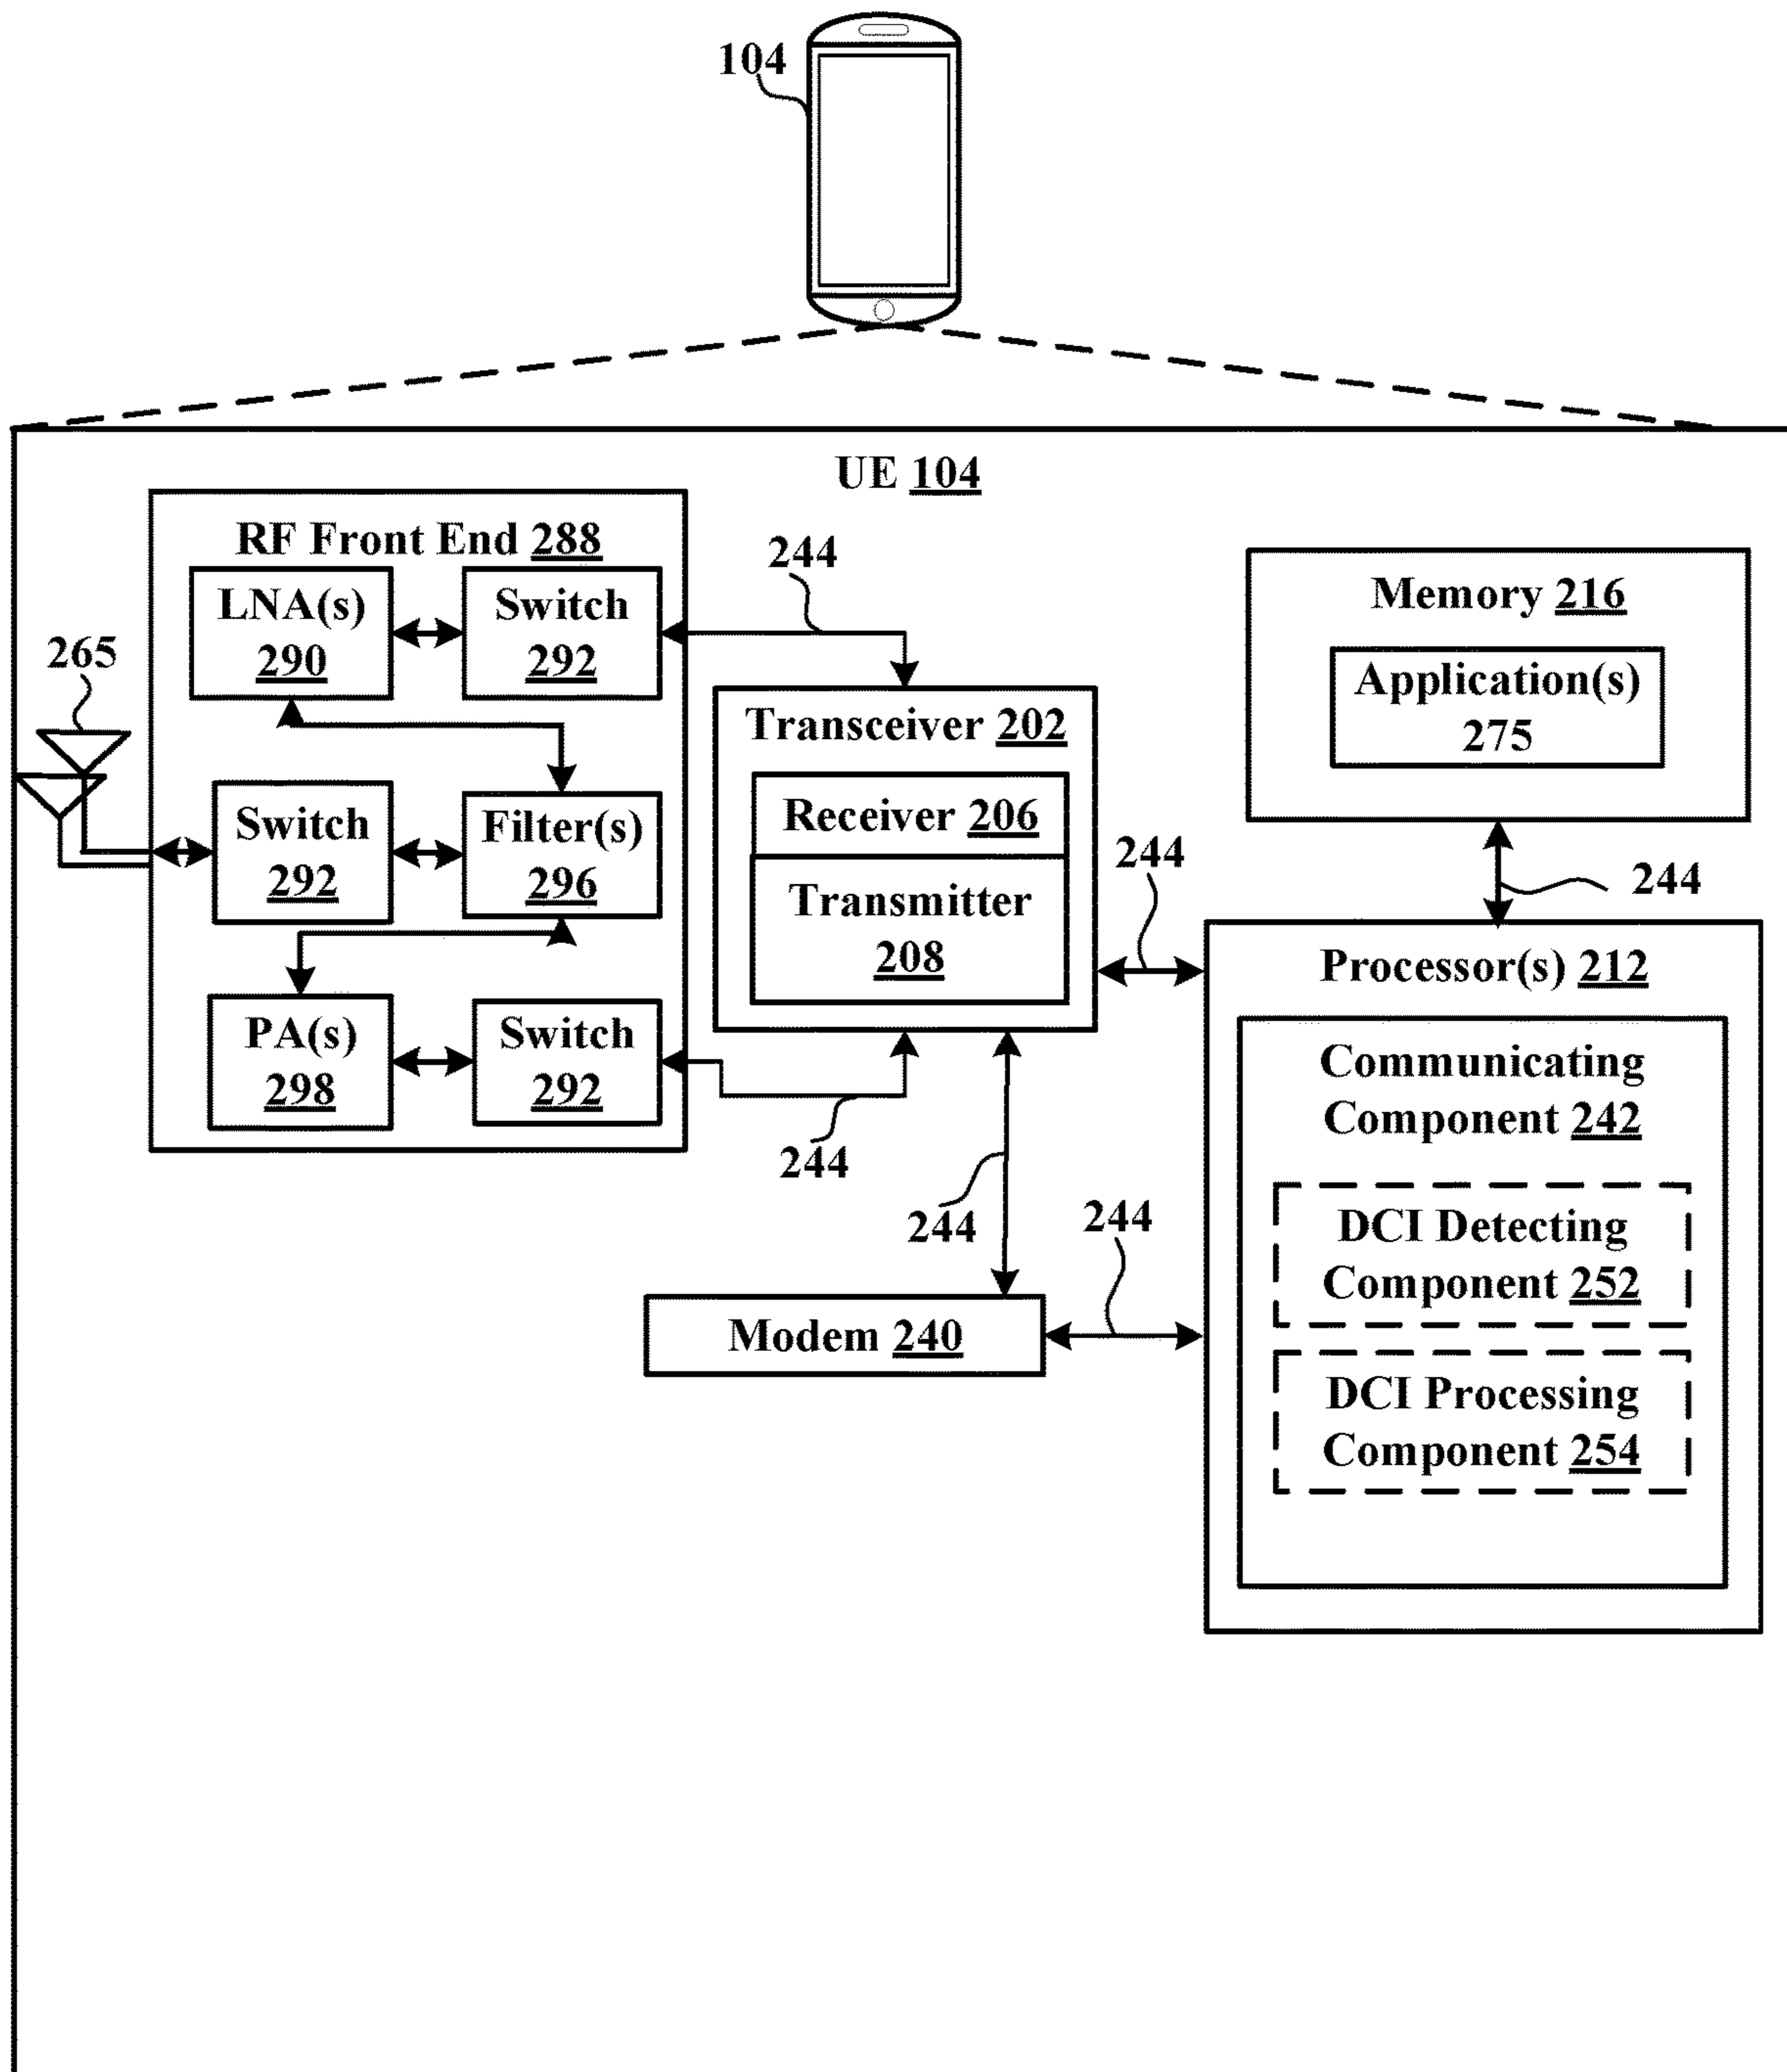 104
UE 104
RF Front End 288
LNA(s)
290
Switch
292
244
265
Switch
292
Filter(s)
296
PA(s)
298
Switch
292
244
Transceiver 202
Receiver 206
Transmitter
208
244
244
Modem 240
244
Memory 216
Application(s)
275
244
Processor(s) 212
Communicating
Component 242
DCI Detecting
Component 252
DCI Processing
Component 254